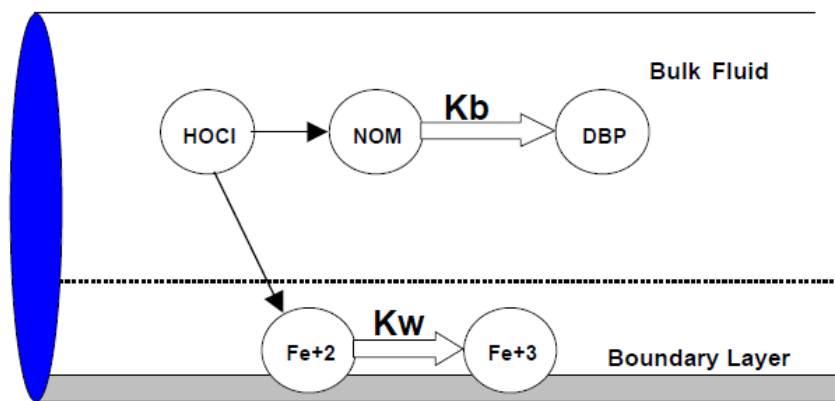 Bulk Fluid
Kb
HOCl
NOM
DBP
Kw
Fe+2
Fe+3
Boundary Layer